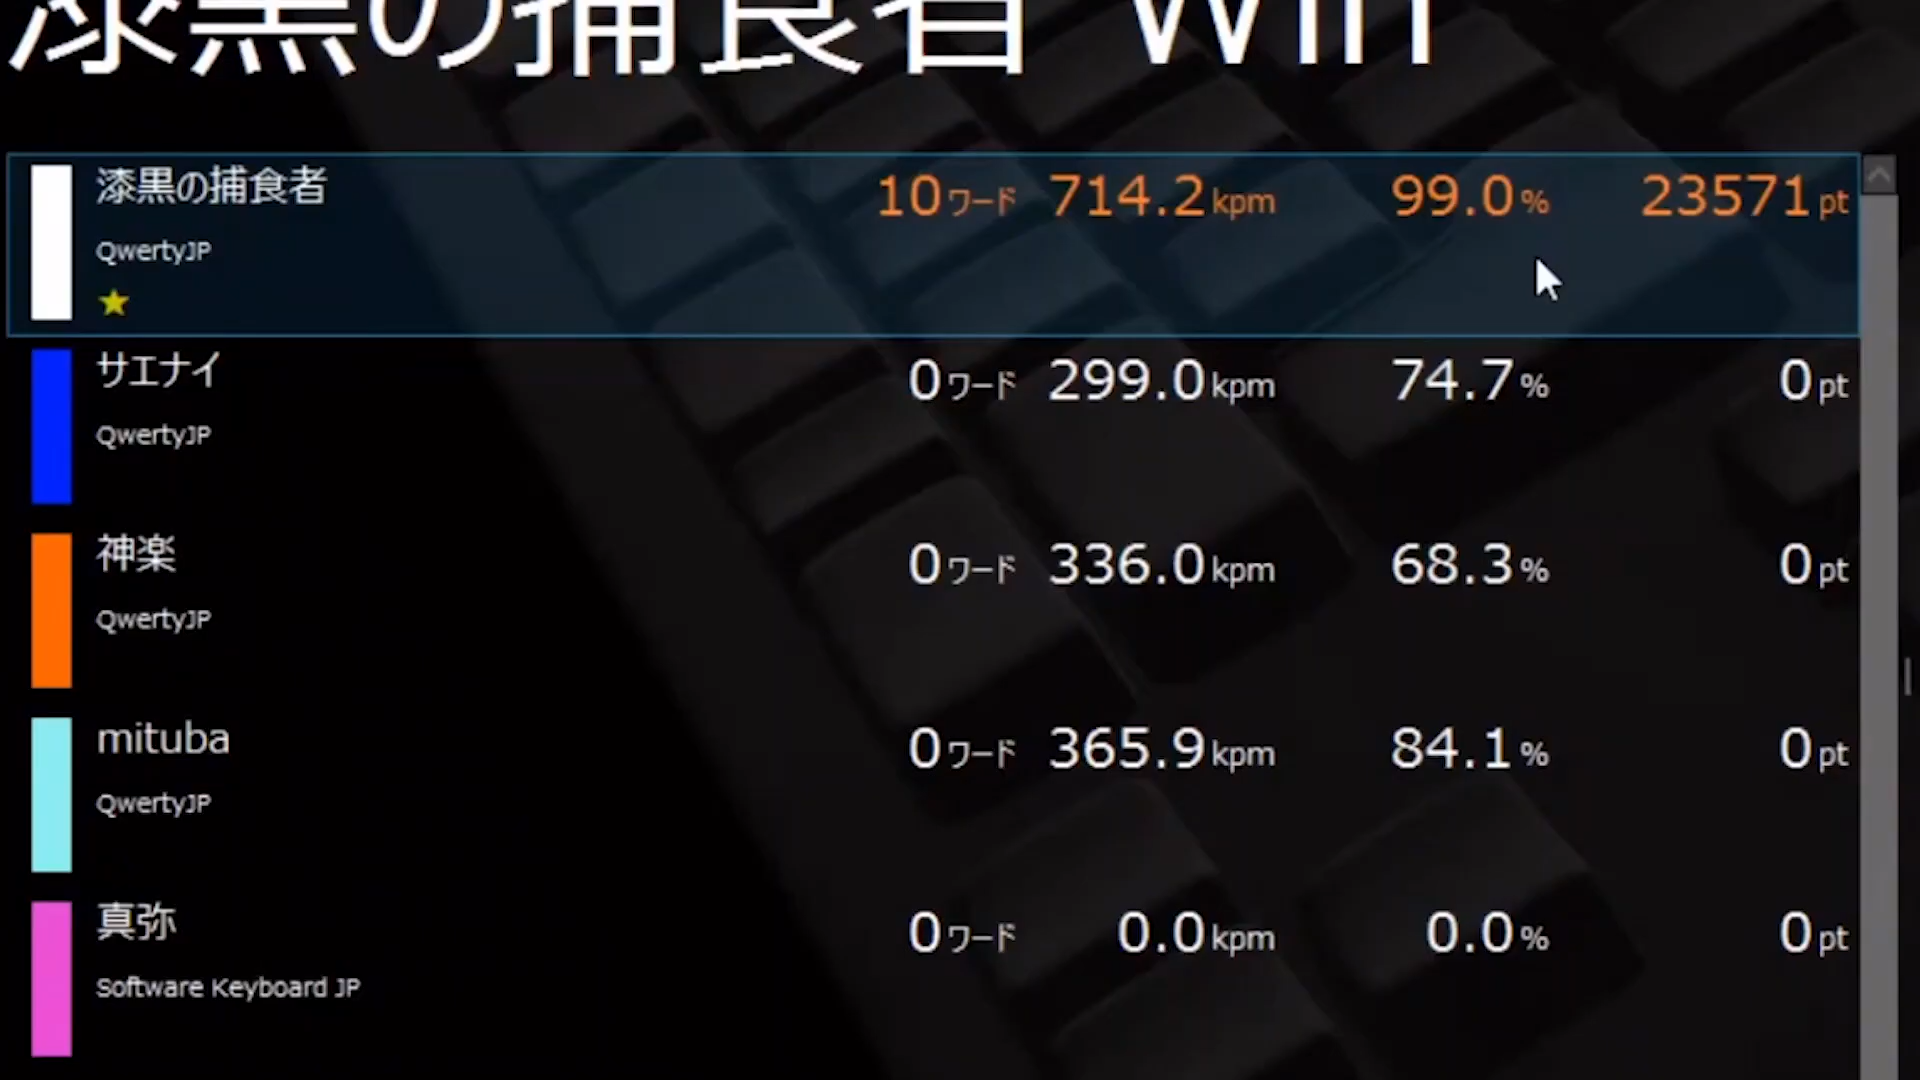 漆黒の捕食者 Win
漆黒の捕食者 10ワード 714.2kpm 99.0% 23571pt
QwertyJP
★
サエナイ 0ワード 299.0kpm 74.7% 0pt
QwertyJP
神楽 0ワード 336.0kpm 68.3% 0pt
QwertyJP
mituba 0ワード 365.9kpm 84.1% 0pt
QwertyJP
真弥 0ワード 0.0kpm 0.0% 0pt
Software Keyboard JP